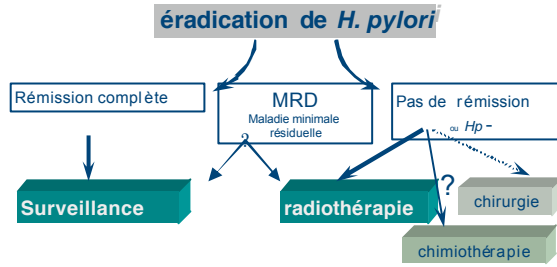 éradication de H. pylori
Rémission complète
MRD
Maladie minimale
résiduelle
Pas de rémission
ou Hp -
?
Surveillance
radiothérapie
?
chirurgie
chimiothérapie